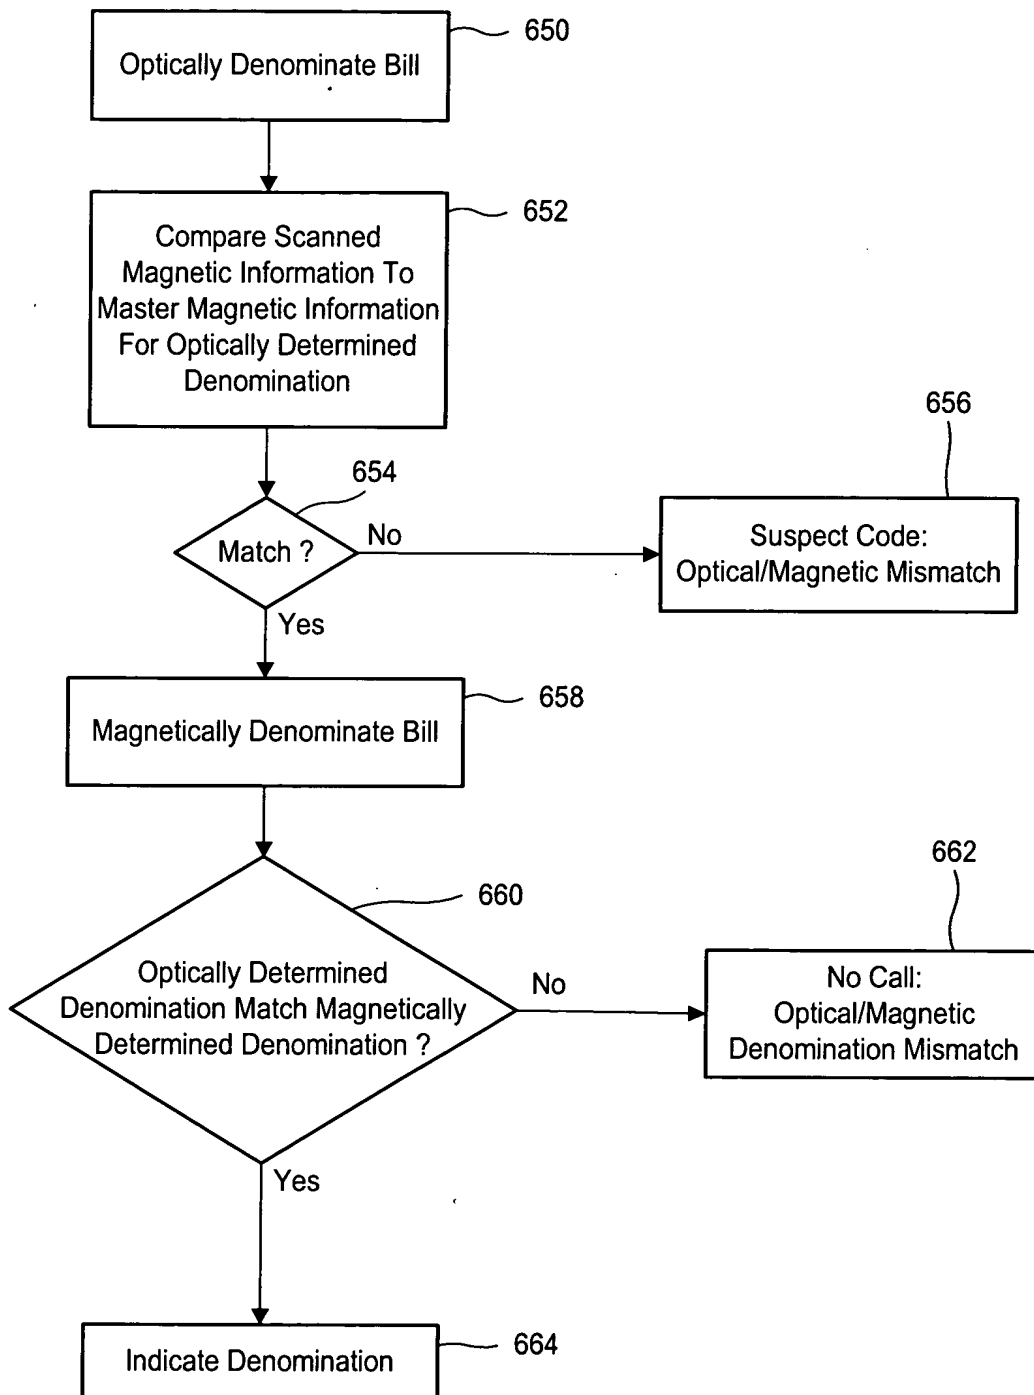 650
Optically Denominate Bill
652
Compare Scanned
Magnetic Information To
Master Magnetic Information
For Optically Determined
Denomination
654
Match ?
No
656
Suspect Code:
Optical/Magnetic Mismatch
Yes
658
Magnetically Denominate Bill
660
Optically Determined
Denomination Match Magnetically
Determined Denomination ?
No
662
No Call:
Optical/Magnetic
Denomination Mismatch
Yes
664
Indicate Denomination